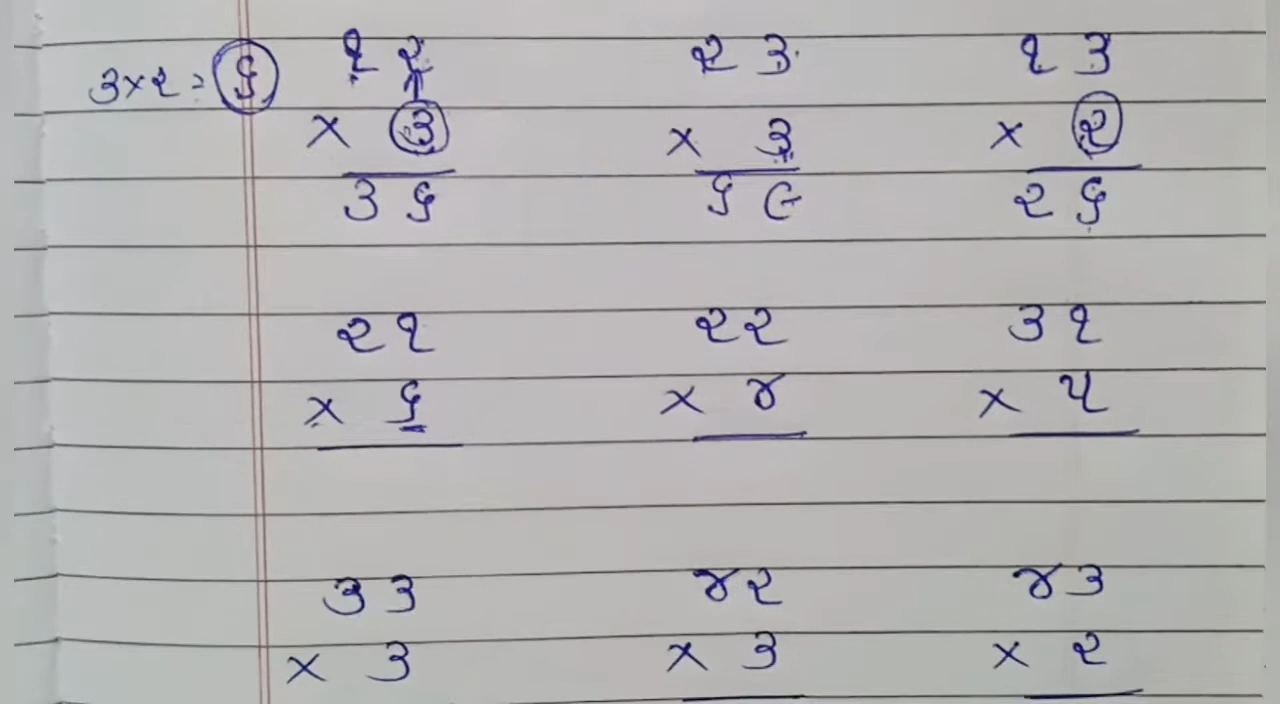 ૩×૨=૬ ૧૨ ૨૩ ૧૩
× ૩ × ૩ × ૨
૩૬ ૬૯ ૨૬
૨૧ ૨૨ ૩૧
× ૬ × ૪ × ૫
૩૩ ૪૨ ૪૩
× ૩ × ૩ × ૨